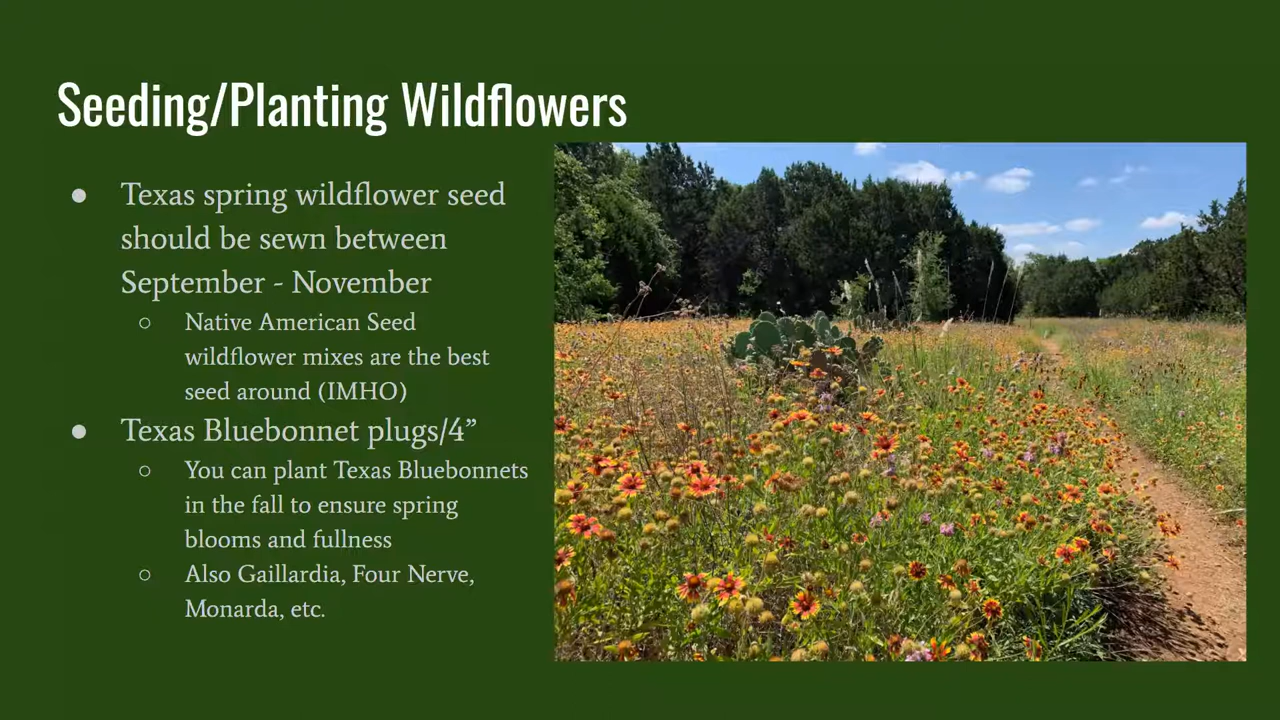 Seeding/Planting Wildflowers
● Texas spring wildflower seed
should be sewn between
September - November
○ Native American Seed
wildflower mixes are the best
seed around (IMHO)
● Texas Bluebonnet plugs/4”
○ You can plant Texas Bluebonnets
in the fall to ensure spring
blooms and fullness
○ Also Gaillardia, Four Nerve,
Monarda, etc.